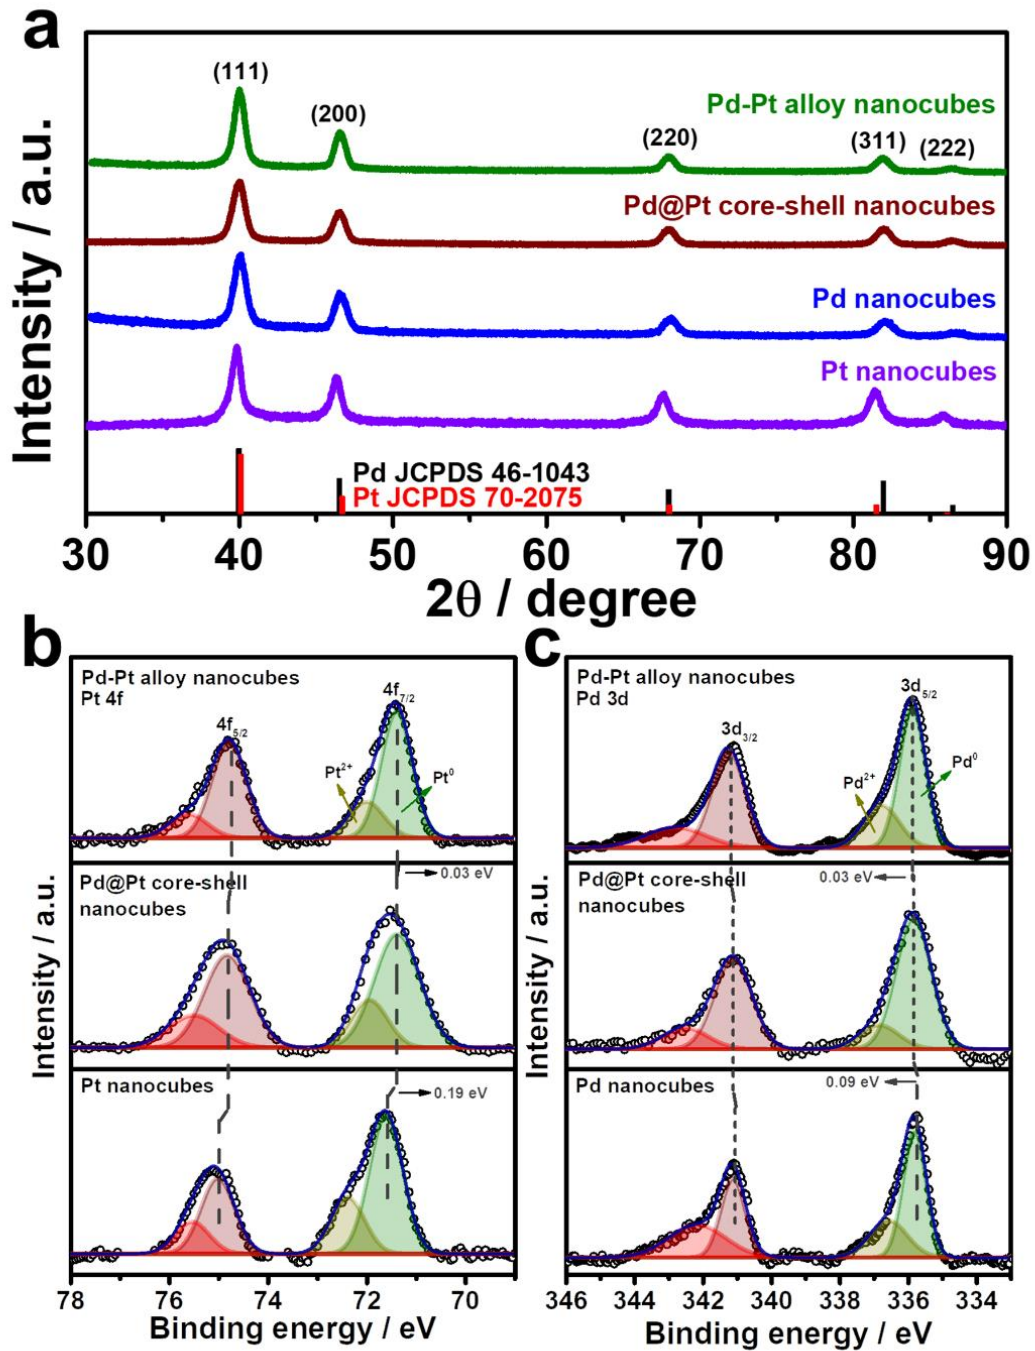 a
(111)
(200)
(220)
(311)
(222)
Pd-Pt alloy nanocubes
Pd@Pt core-shell nanocubes
Pd nanocubes
Pt nanocubes
Pd JCPDS 46-1043
Pt JCPDS 70-2075
Intensity / a.u.
30 40 50 60 70 80 90
2θ / degree
b
Pd-Pt alloy nanocubes
Pt 4f
4f5/2
4f7/2
Pt2+
Pt0
0.03 eV
Pd@Pt core-shell
nanocubes
0.19 eV
Pt nanocubes
Intensity / a.u.
78 76 74 72 70
Binding energy / eV
c
Pd-Pt alloy nanocubes
Pd 3d
3d3/2
3d5/2
Pd2+
Pd0
0.03 eV
Pd@Pt core-shell
nanocubes
0.09 eV
Pd nanocubes
Intensity / a.u.
346 344 342 340 338 336 334
Binding energy / eV